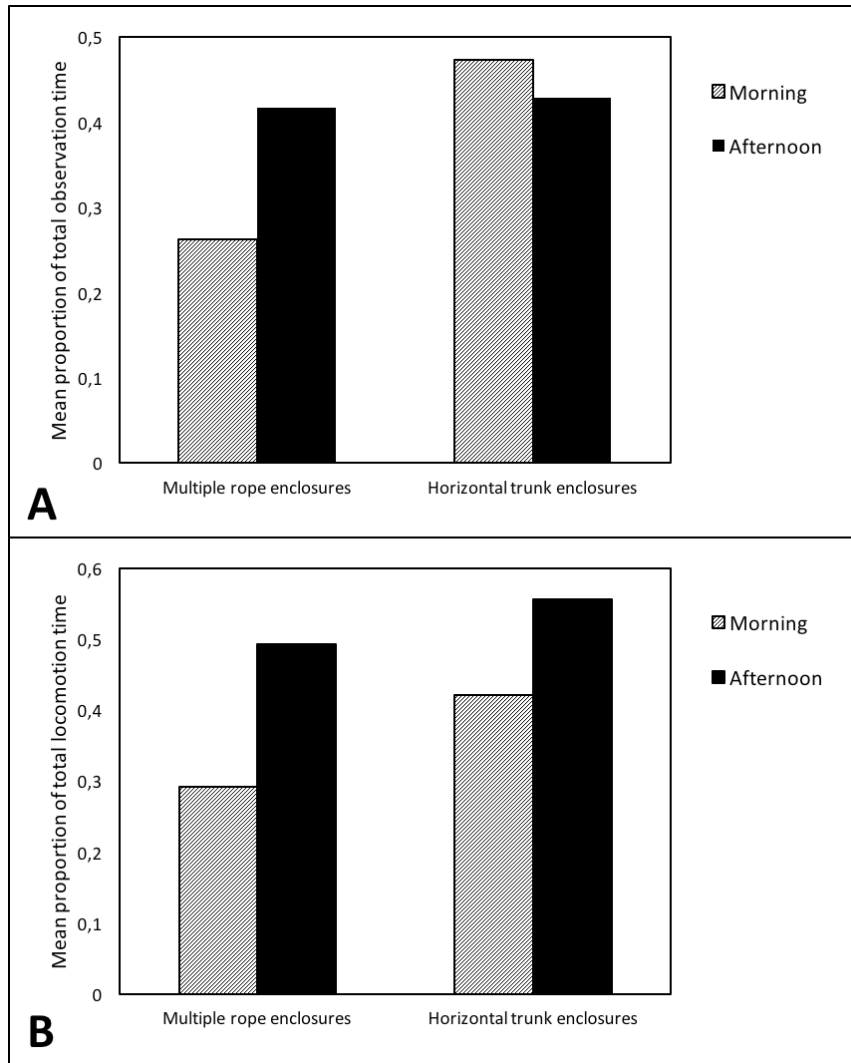 Mean proportion of total observation time
0,5
0,4
0,3
0,2
0,1
0
Multiple rope enclosures
Horizontal trunk enclosures
Morning
Afternoon
A
Mean proportion of total locomotion time
0,6
0,5
0,4
0,3
0,2
0,1
0
Multiple rope enclosures
Horizontal trunk enclosures
Morning
Afternoon
B